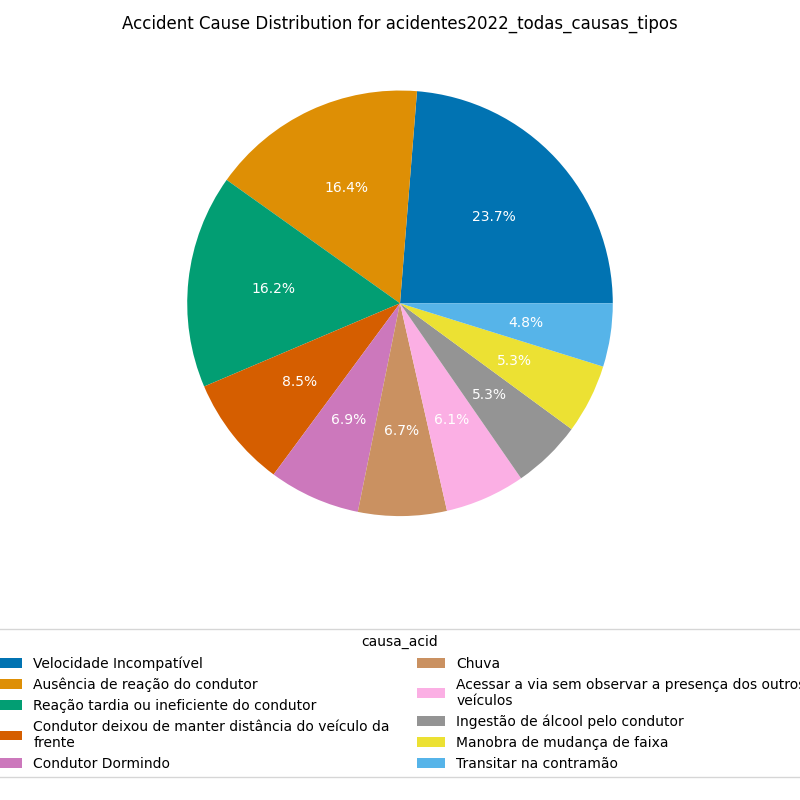 Accident Cause Distribution for acidentes2022_todas_causas_tipos
16.4%
23.7%
16.2%
4.8%
5.3%
8.5%
5.3%
6.9%
6.7%
6.1%
causa_acid
Velocidade Incompatível
Ausência de reação do condutor
Reação tardia ou ineficiente do condutor
Condutor deixou de manter distância do veículo da
frente
Condutor Dormindo
Chuva
Acessar a via sem observar a presença dos outros
veículos
Ingestão de álcool pelo condutor
Manobra de mudança de faixa
Transitar na contramão